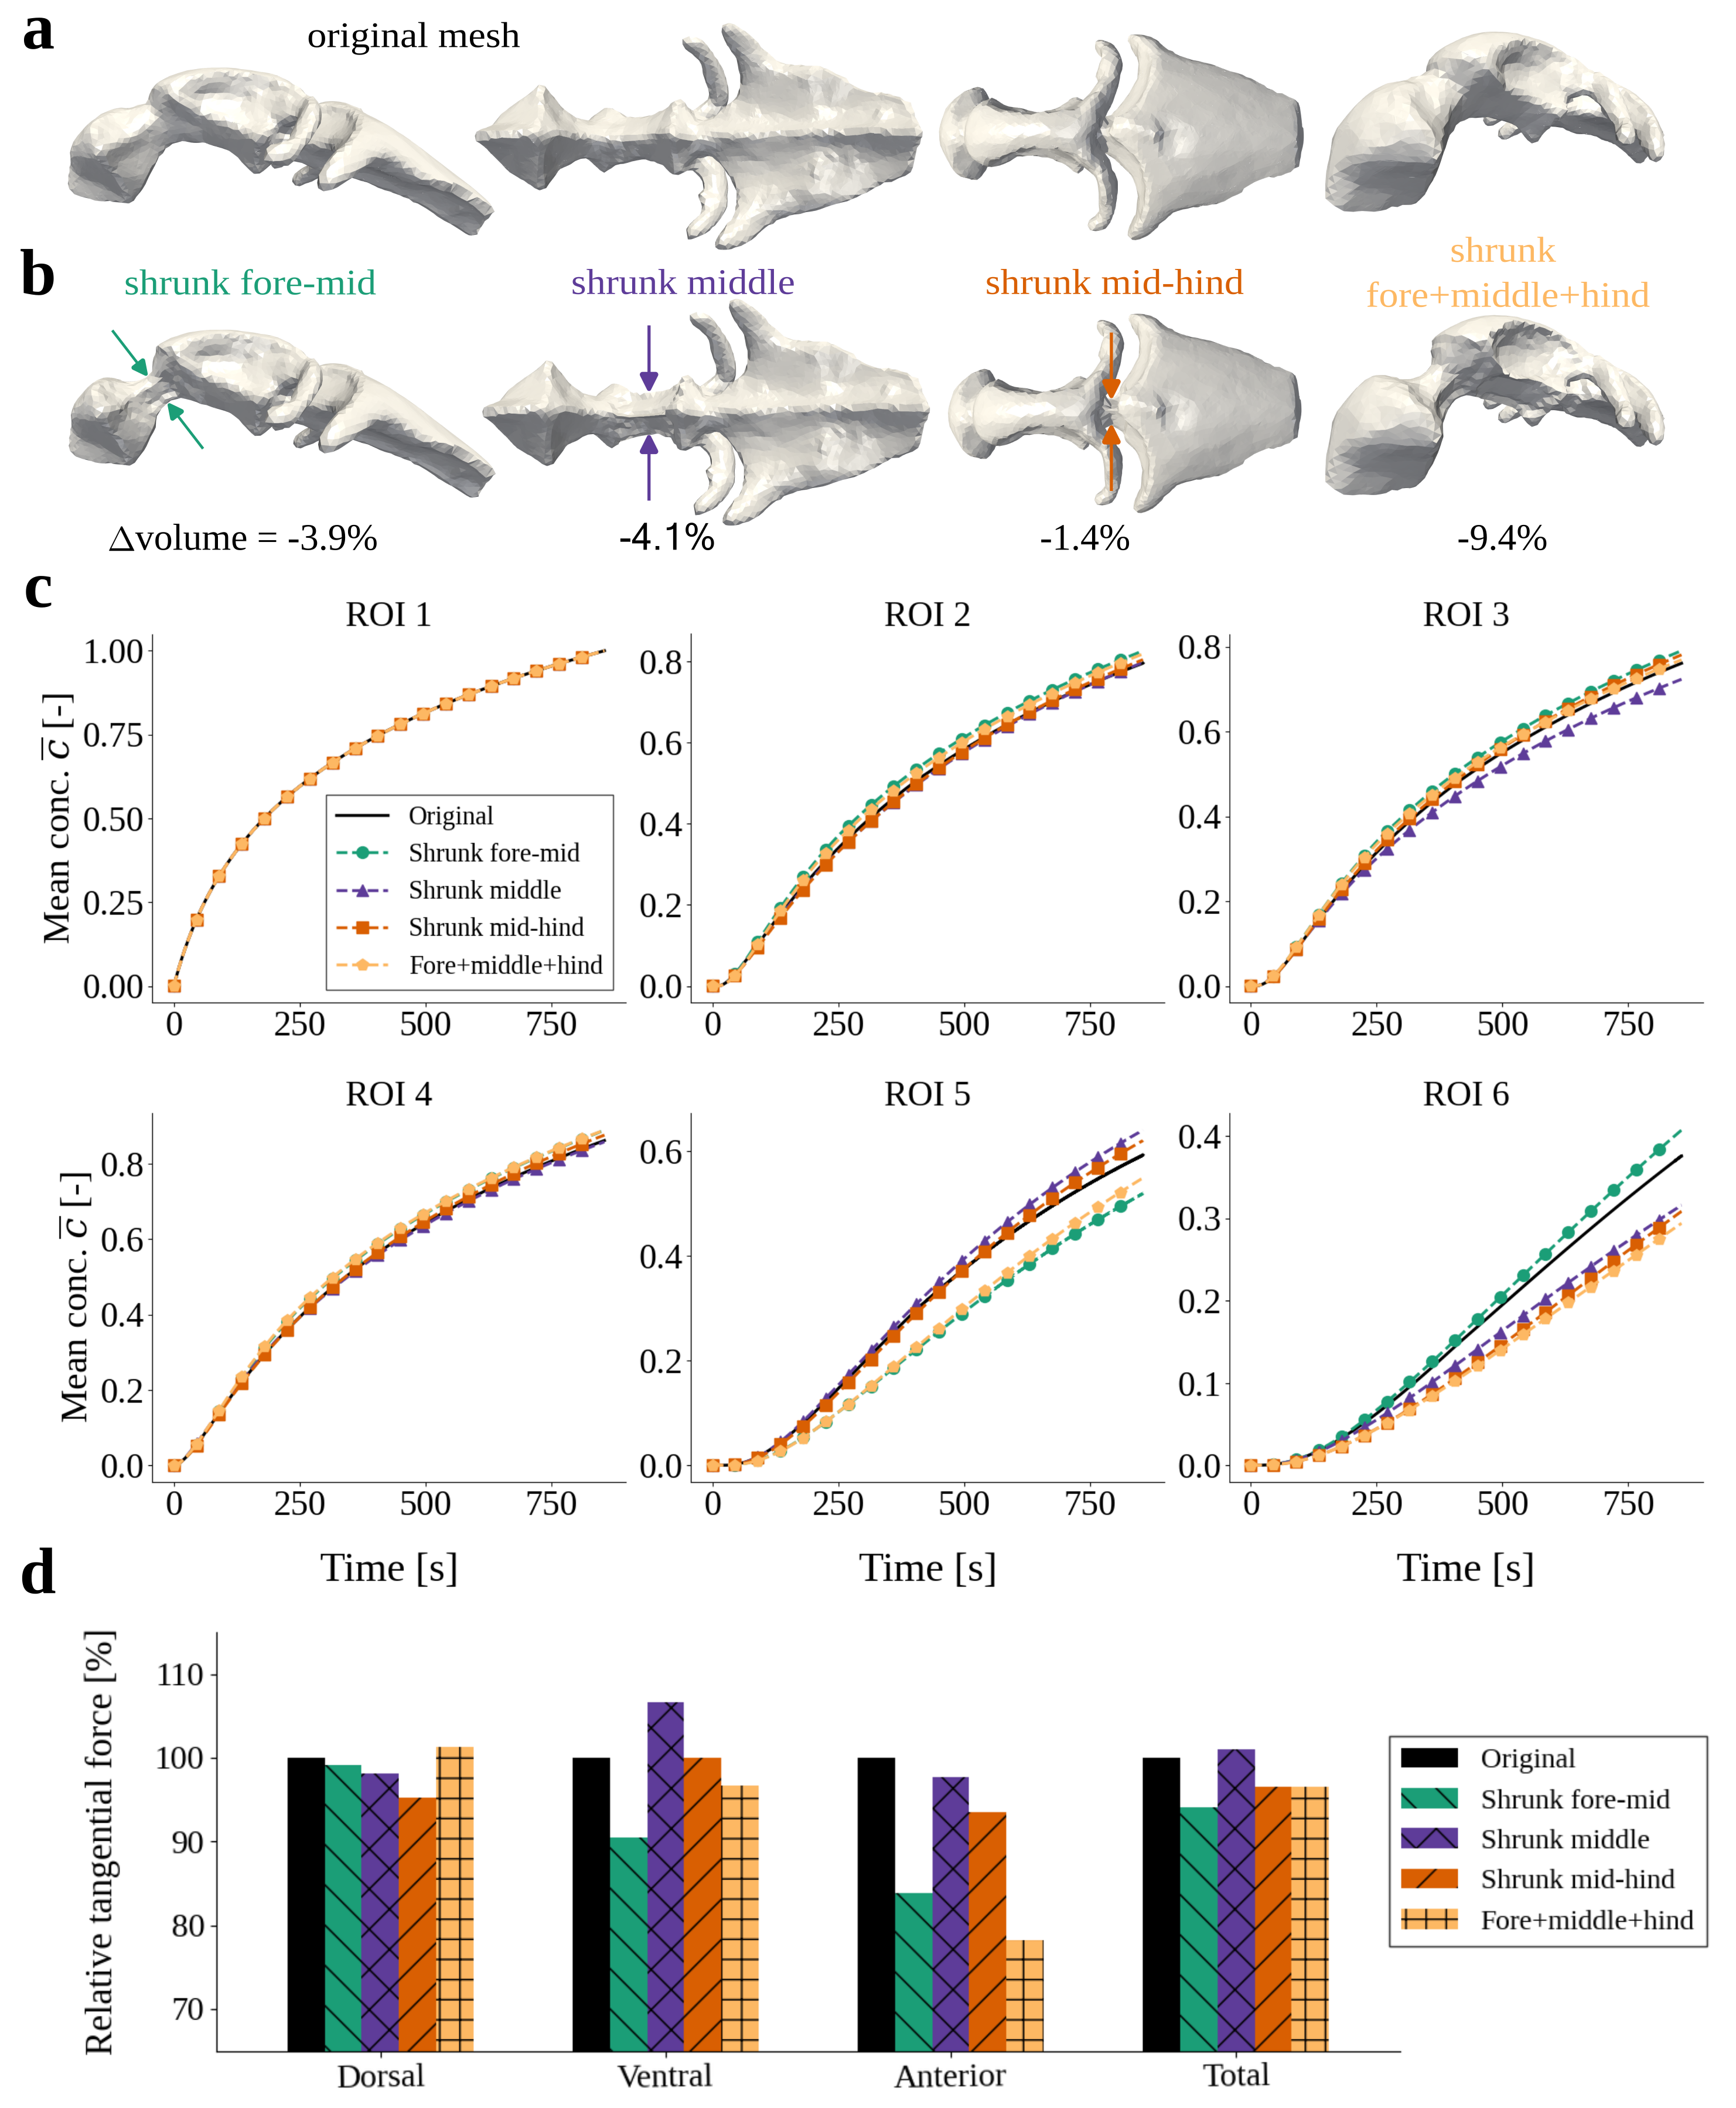 a
original mesh
b
shrunk fore-mid
shrunk middle
shrunk mid-hind
shrunk
fore+middle+hind
Δvolume = -3.9%
-4.1%
-1.4%
-9.4%
c
ROI 1
ROI 2
ROI 3
Mean conc. c̅ [-]
1.00
0.75
0.50
0.25
0.00
Original
Shrunk fore-mid
Shrunk middle
Shrunk mid-hind
Fore+middle+hind
0 250 500 750
0.8
0.6
0.4
0.2
0.0
0 250 500 750
0.8
0.6
0.4
0.2
0.0
0 250 500 750
ROI 4
ROI 5
ROI 6
Mean conc. c̅ [-]
0.8
0.6
0.4
0.2
0.0
0 250 500 750
Time [s]
0.6
0.4
0.2
0.0
0 250 500 750
Time [s]
0.4
0.3
0.2
0.1
0.0
0 250 500 750
Time [s]
d
Relative tangential force [%]
110
100
90
80
70
Dorsal
Ventral
Anterior
Total
Original
Shrunk fore-mid
Shrunk middle
Shrunk mid-hind
Fore+middle+hind